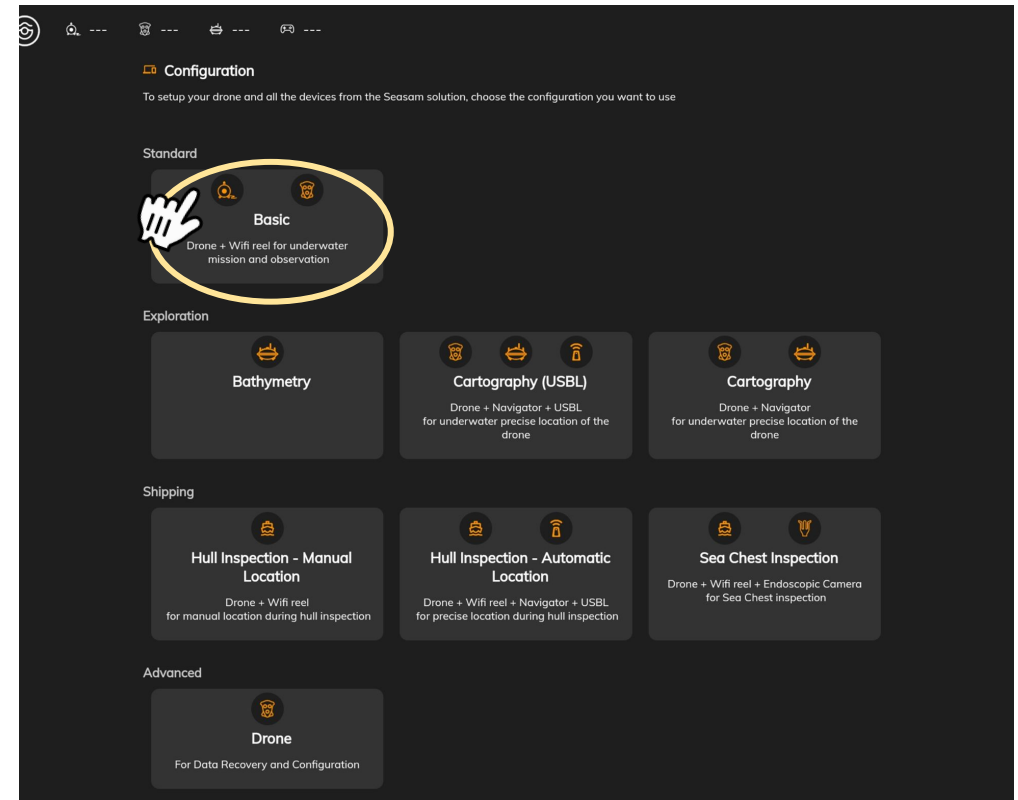 --- --- --- ---
Configuration
To setup your drone and all the devices from the Seasam solution, choose the configuration you want to use
Standard
Basic
Drone + Wifi reel for underwater
mission and observation
Exploration
Bathymetry
Cartography (USBL)
Drone + Navigator + USBL
for underwater precise location of the
drone
Cartography
Drone + Navigator
for underwater precise location of the
drone
Shipping
Hull Inspection - Manual
Location
Drone + Wifi reel
for manual location during hull inspection
Hull Inspection - Automatic
Location
Drone + Wifi reel + Navigator + USBL
for precise location during hull inspection
Sea Chest Inspection
Drone + Wifi reel + Endoscopic Camera
for Sea Chest inspection
Advanced
Drone
For Data Recovery and Configuration